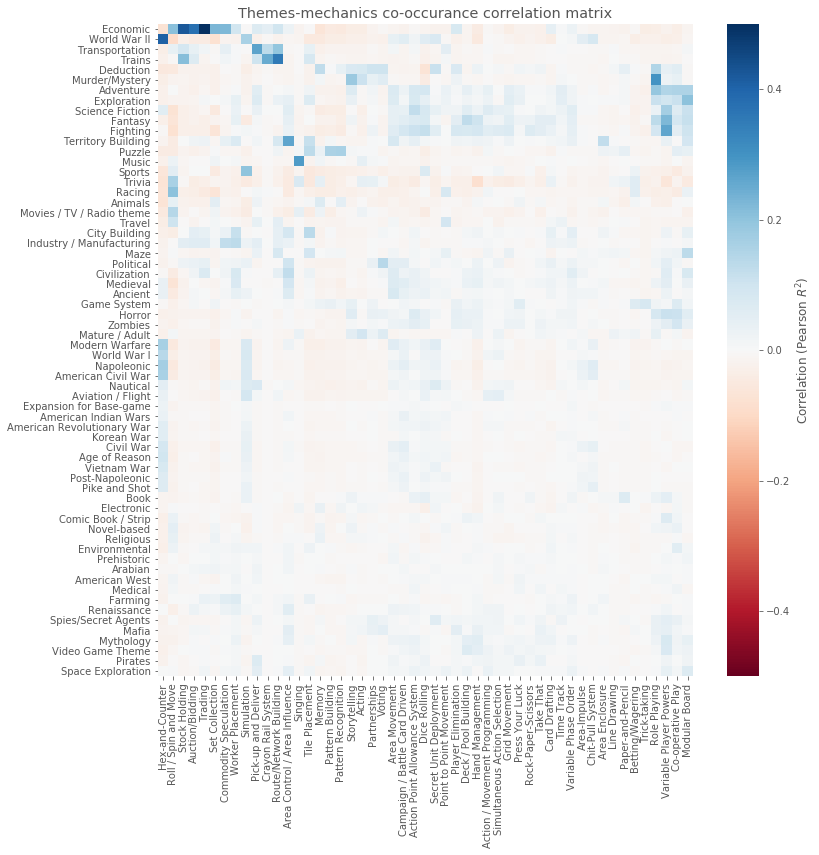 Themes-mechanics co-occurance correlation matrix
Economic
World War II
Transportation
Trains
Deduction
Murder/Mystery
Adventure
Exploration
Science Fiction
Fantasy
Fighting
Territory Building
Puzzle
Music
Sports
Trivia
Racing
Animals
Movies / TV / Radio theme
Travel
City Building
Industry / Manufacturing
Maze
Political
Civilization
Medieval
Ancient
Game System
Horror
Zombies
Mature / Adult
Modern Warfare
World War I
Napoleonic
American Civil War
Nautical
Aviation / Flight
Expansion for Base-game
American Indian Wars
American Revolutionary War
Korean War
Civil War
Age of Reason
Vietnam War
Post-Napoleonic
Pike and Shot
Book
Electronic
Comic Book / Strip
Novel-based
Religious
Environmental
Prehistoric
Arabian
American West
Medical
Farming
Renaissance
Spies/Secret Agents
Mafia
Mythology
Video Game Theme
Pirates
Space Exploration
Hex-and-Counter
Roll / Spin and Move
Stock Holding
Auction/Bidding
Trading
Set Collection
Commodity Speculation
Worker Placement
Simulation
Pick-up and Deliver
Crayon Rail System
Route/Network Building
Area Control / Area Influence
Singing
Tile Placement
Memory
Pattern Building
Pattern Recognition
Storytelling
Acting
Partnerships
Voting
Area Movement
Campaign / Battle Card Driven
Action Point Allowance System
Dice Rolling
Secret Unit Deployment
Point to Point Movement
Player Elimination
Deck / Pool Building
Hand Management
Action / Movement Programming
Simultaneous Action Selection
Grid Movement
Press Your Luck
Rock-Paper-Scissors
Take That
Card Drafting
Time Track
Variable Phase Order
Area-Impulse
Chit-Pull System
Area Enclosure
Line Drawing
Paper-and-Pencil
Betting/Wagering
Trick-taking
Role Playing
Variable Player Powers
Co-operative Play
Modular Board
0.4
0.2
0.0
−0.2
−0.4
Correlation (Pearson R²)